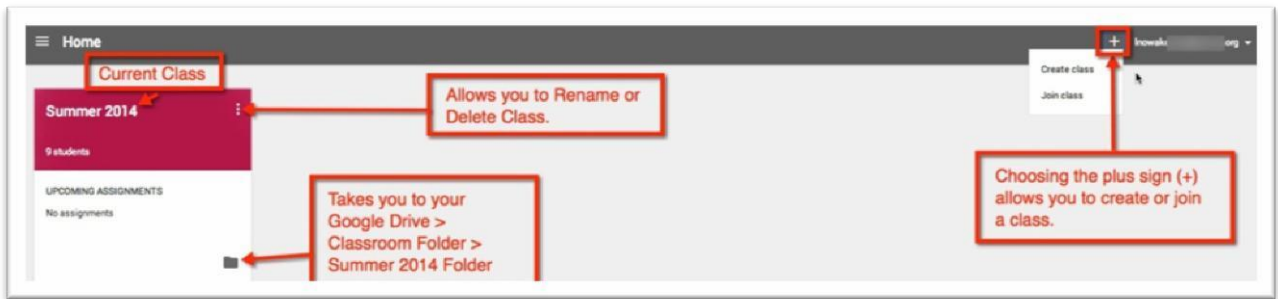 Home
+
org
Create class
Join class
Current Class
Summer 2014
9 students
UPCOMING ASSIGNMENTS
No assignments
Allows you to Rename or
Delete Class.
Takes you to your
Google Drive >
Classroom Folder >
Summer 2014 Folder
Choosing the plus sign (+)
allows you to create or join
a class.